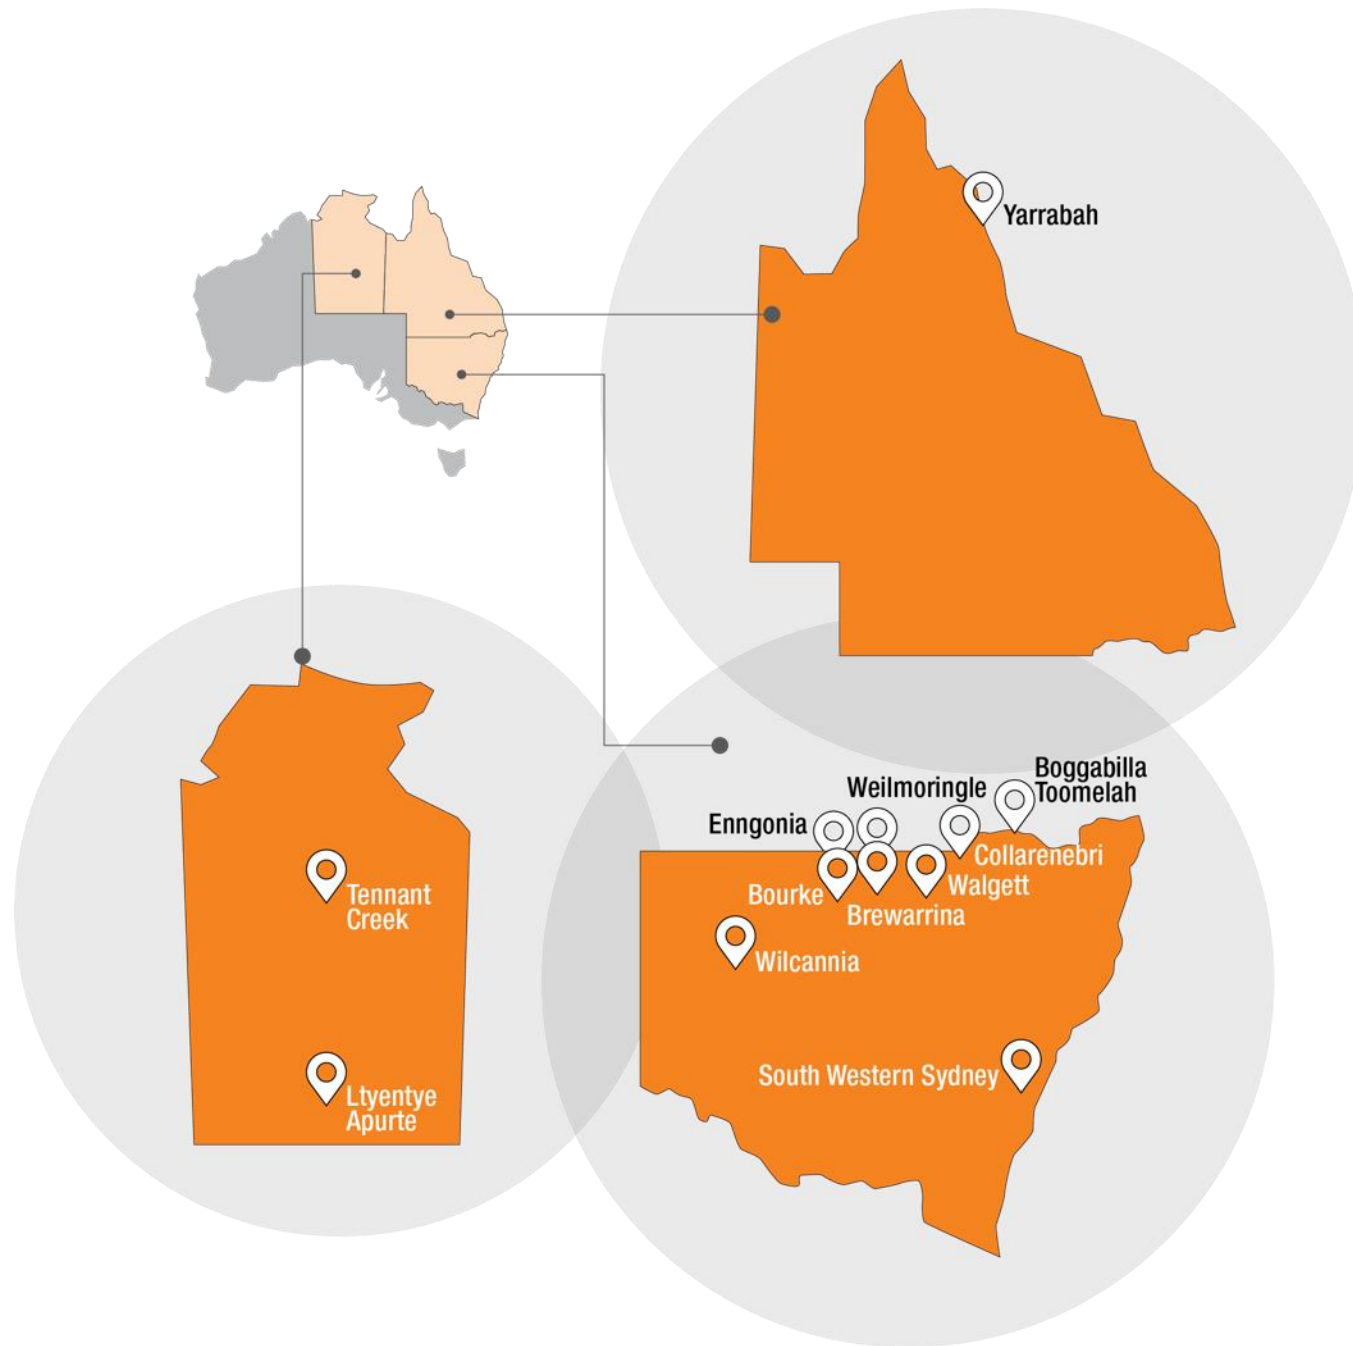 Yarrabah
Boggabilla
Toomelah
Weilmoringle
Enngonia
Collarenebri
Walgett
Bourke
Brewarrina
Wilcannia
South Western Sydney
Tennant
Creek
Ltyentye
Apurte